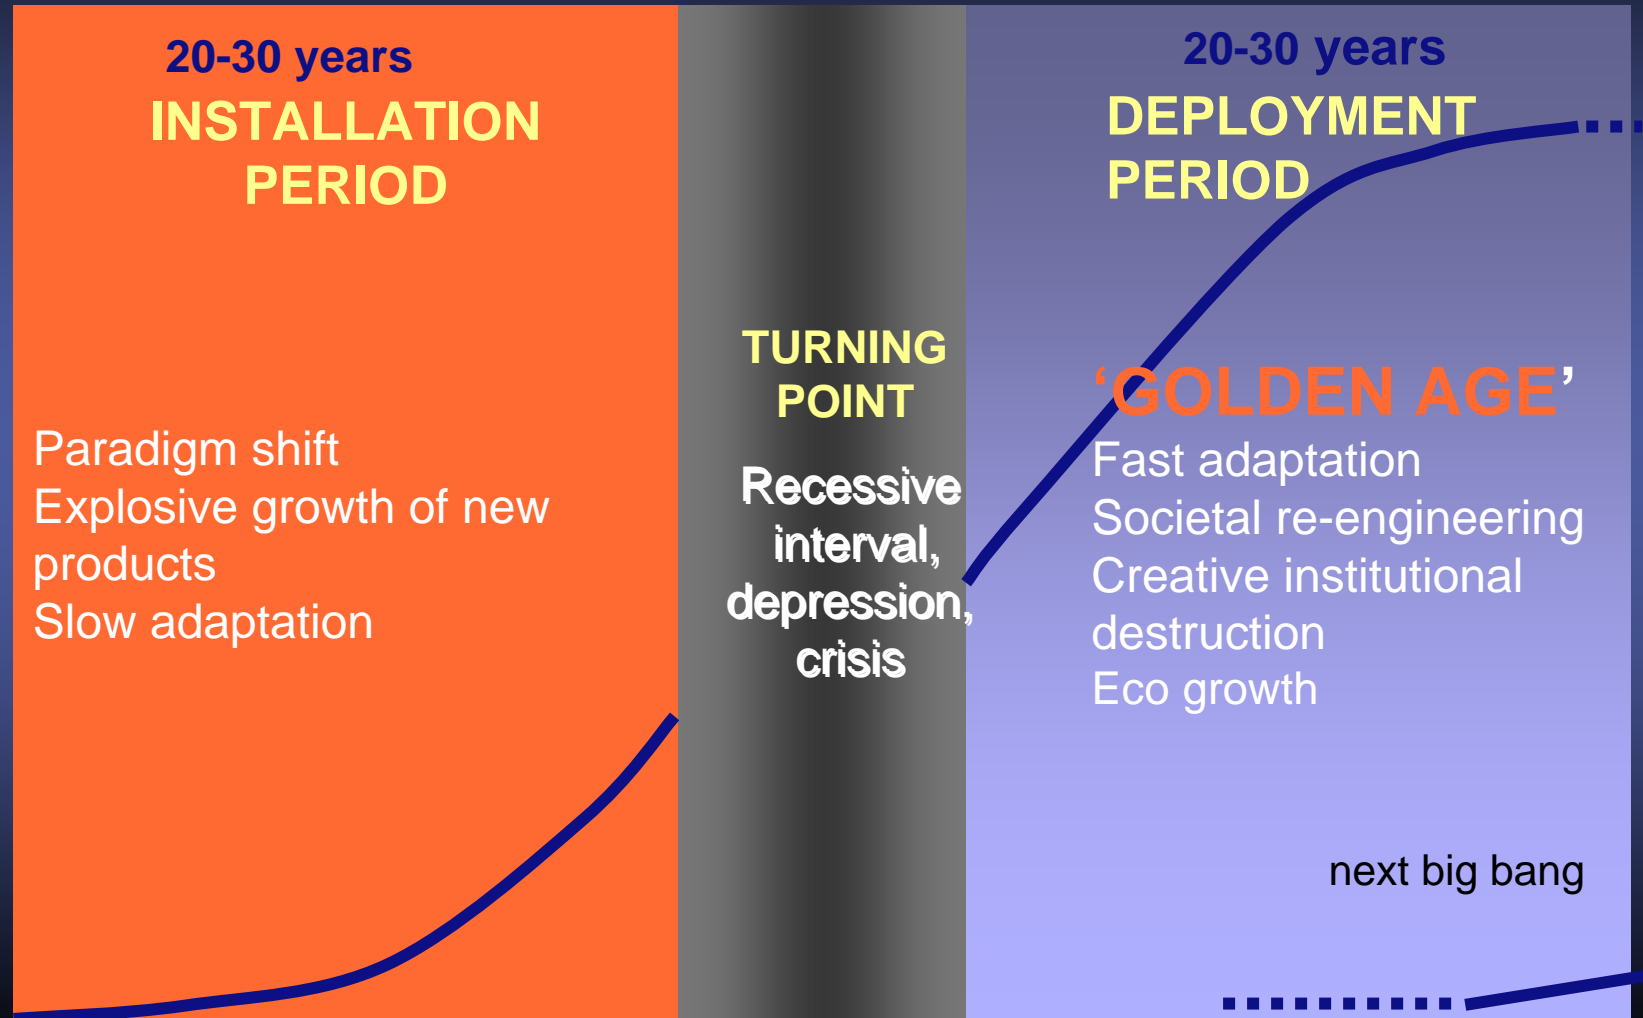 20-30 years
INSTALLATION
PERIOD
Paradigm shift
Explosive growth of new
products
Slow adaptation
TURNING
POINT
Recessive
interval,
depression,
crisis
20-30 years
DEPLOYMENT
PERIOD
‘GOLDEN AGE’
Fast adaptation
Societal re-engineering
Creative institutional
destruction
Eco growth
next big bang